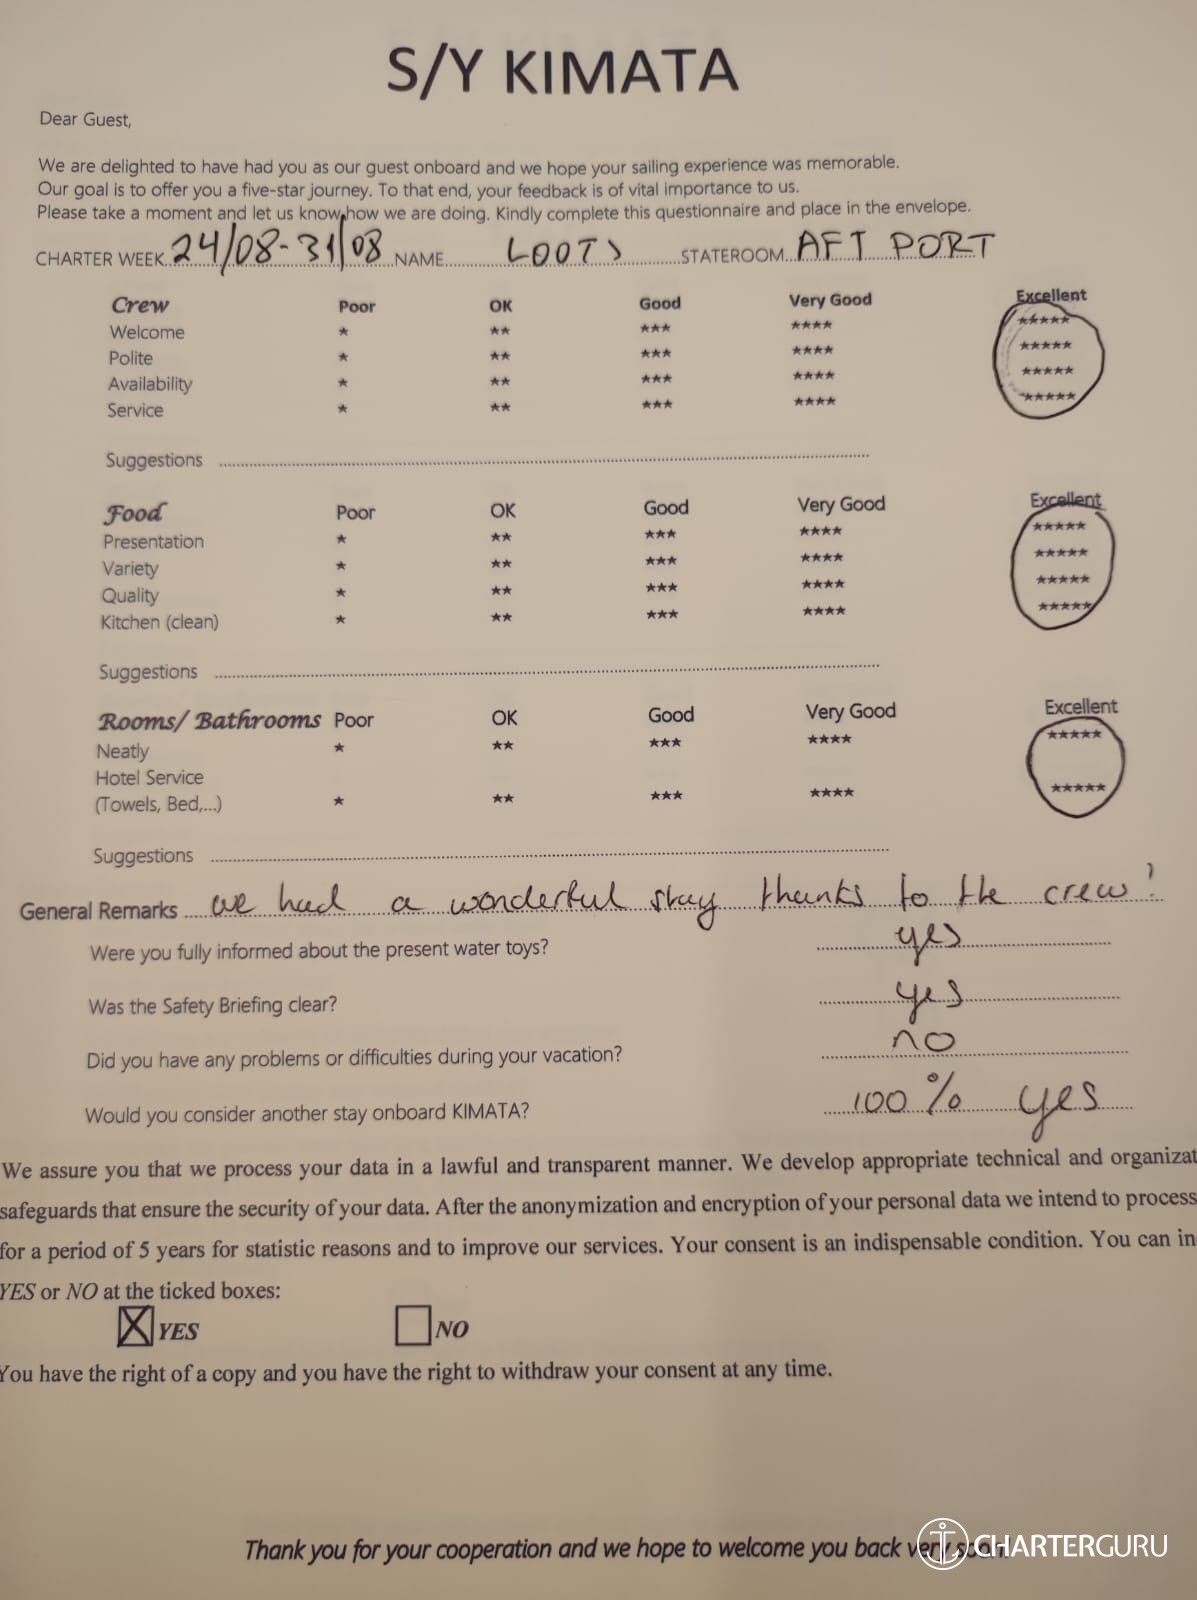 S/Y KIMATA
Dear Guest,
We are delighted to have had you as our guest onboard and we hope your sailing experience was memorable.
Our goal is to offer you a five-star journey. To that end, your feedback is of vital importance to us.
Please take a moment and let us know how we are doing. Kindly complete this questionnaire and place in the envelope.
CHARTER WEEK 24/08-31/08 NAME LOOTS STATEROOM AFT PORT
Crew Poor OK Good Very Good Excellent
Welcome * ** *** **** *****
Polite * ** *** **** *****
Availability * ** *** **** *****
Service * ** *** **** *****
Suggestions
Food Poor OK Good Very Good Excellent
Presentation * ** *** **** *****
Variety * ** *** **** *****
Quality * ** *** **** *****
Kitchen (clean) * ** *** **** *****
Suggestions
Rooms/ Bathrooms Poor OK Good Very Good Excellent
Neatly * ** *** **** *****
Hotel Service
(Towels, Bed,...) * ** *** **** *****
Suggestions
General Remarks we had a wonderful stay thanks to the crew!
Were you fully informed about the present water toys? yes
Was the Safety Briefing clear? yes
Did you have any problems or difficulties during your vacation? no
Would you consider another stay onboard KIMATA? 100% yes
We assure you that we process your data in a lawful and transparent manner. We develop appropriate technical and organizat
safeguards that ensure the security of your data. After the anonymization and encryption of your personal data we intend to process
for a period of 5 years for statistic reasons and to improve our services. Your consent is an indispensable condition. You can in
YES or NO at the ticked boxes:
YES NO
You have the right of a copy and you have the right to withdraw your consent at any time.
Thank you for your cooperation and we hope to welcome you back very soon!
CHARTERGURU